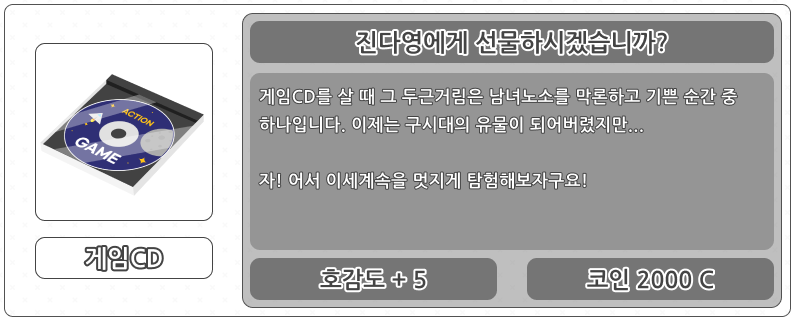 진다영에게 선물하시겠습니까?
ACTION
GAME
게임CD를 살 때 그 두근거림은 남녀노소를 막론하고 기쁜 순간 중
하나입니다. 이제는 구시대의 유물이 되어버렸지만...
자! 어서 이세계속을 멋지게 탐험해보자구요!
게임CD
호감도 + 5
코인 2000 C